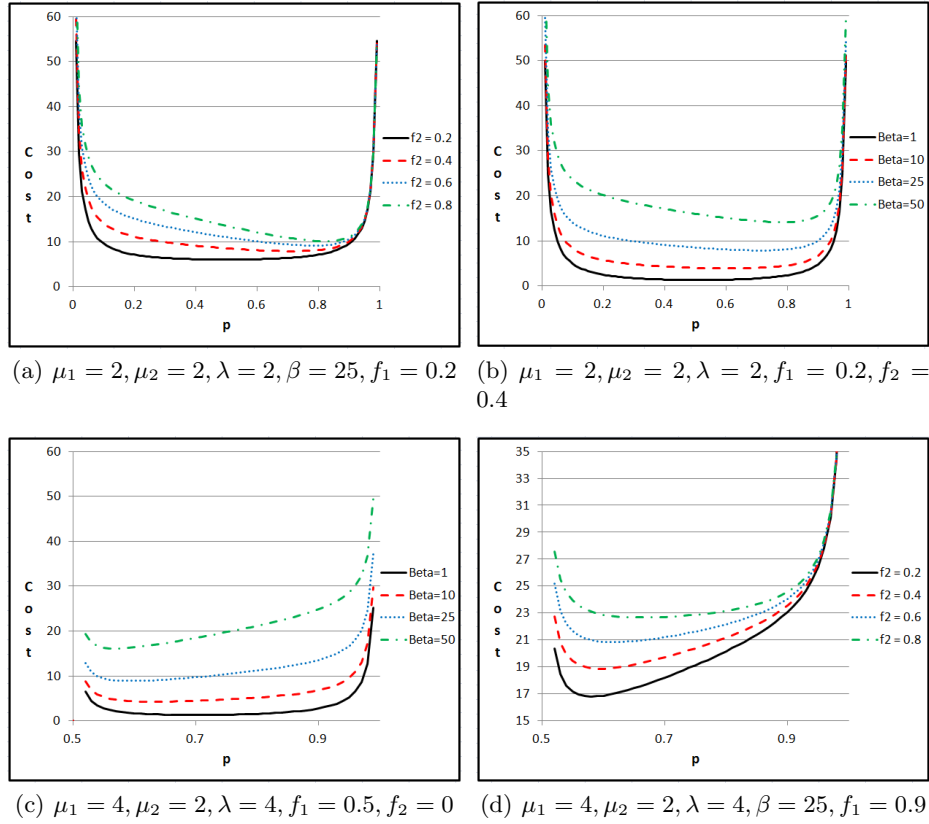 60
50
40
30
20
10
0
C
o
s
t
0
0.2
0.4
0.6
0.8
1
p
f2 = 0.2
f2 = 0.4
f2 = 0.6
f2 = 0.8
(a) μ₁ = 2, μ₂ = 2, λ = 2, β = 25, f₁ = 0.2
60
50
40
30
20
10
0
C
o
s
t
0
0.2
0.4
0.6
0.8
1
p
Beta=1
Beta=10
Beta=25
Beta=50
(b) μ₁ = 2, μ₂ = 2, λ = 2, f₁ = 0.2, f₂ =
0.4
60
50
40
30
20
10
0
C
o
s
t
0.5
0.7
0.9
p
Beta=1
Beta=10
Beta=25
Beta=50
(c) μ₁ = 4, μ₂ = 2, λ = 4, f₁ = 0.5, f₂ = 0
35
33
31
29
27
25
23
21
19
17
15
C
o
s
t
0.5
0.7
0.9
p
f2 = 0.2
f2 = 0.4
f2 = 0.6
f2 = 0.8
(d) μ₁ = 4, μ₂ = 2, λ = 4, β = 25, f₁ = 0.9